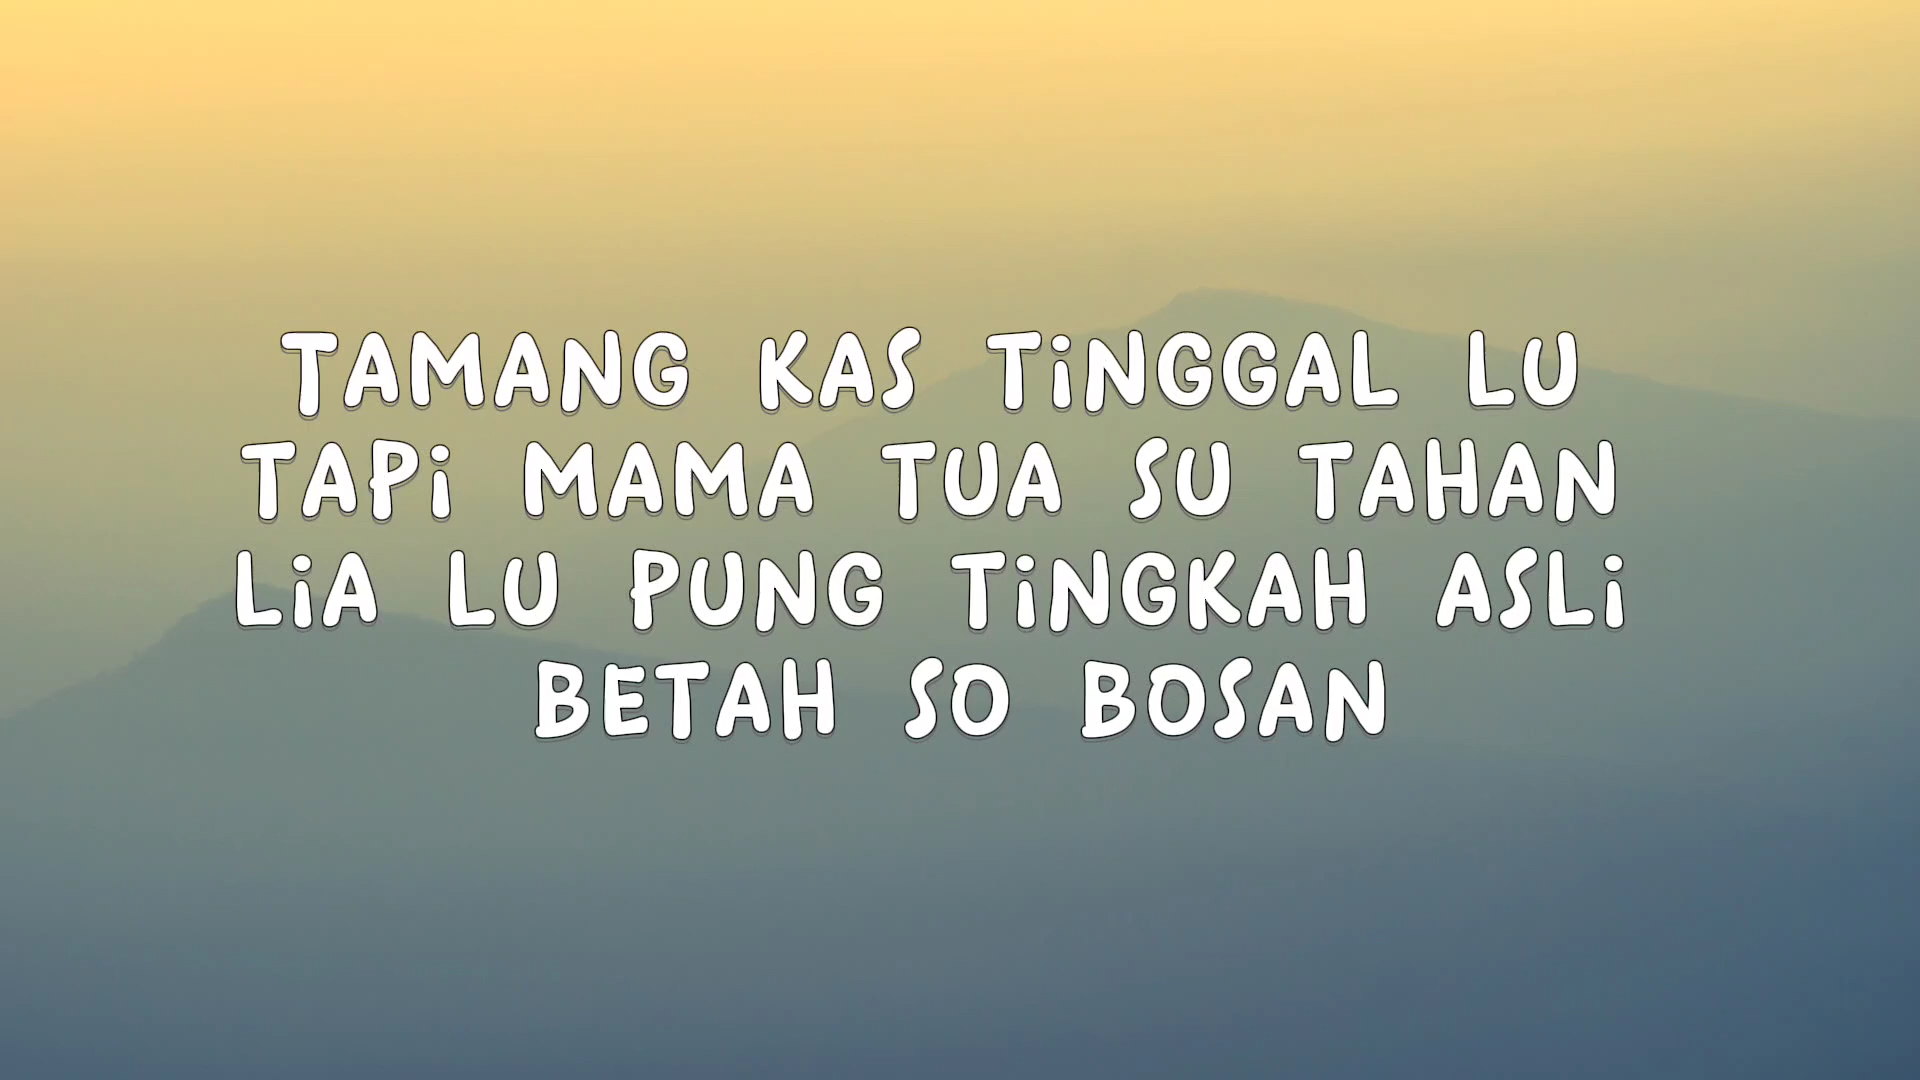 TAMANG KAS TiNGGAL LU
TAPi MAMA TUA SU TAHAN
LiA LU PUNG TiNGKAH ASLi
BETAH SO BOSAN